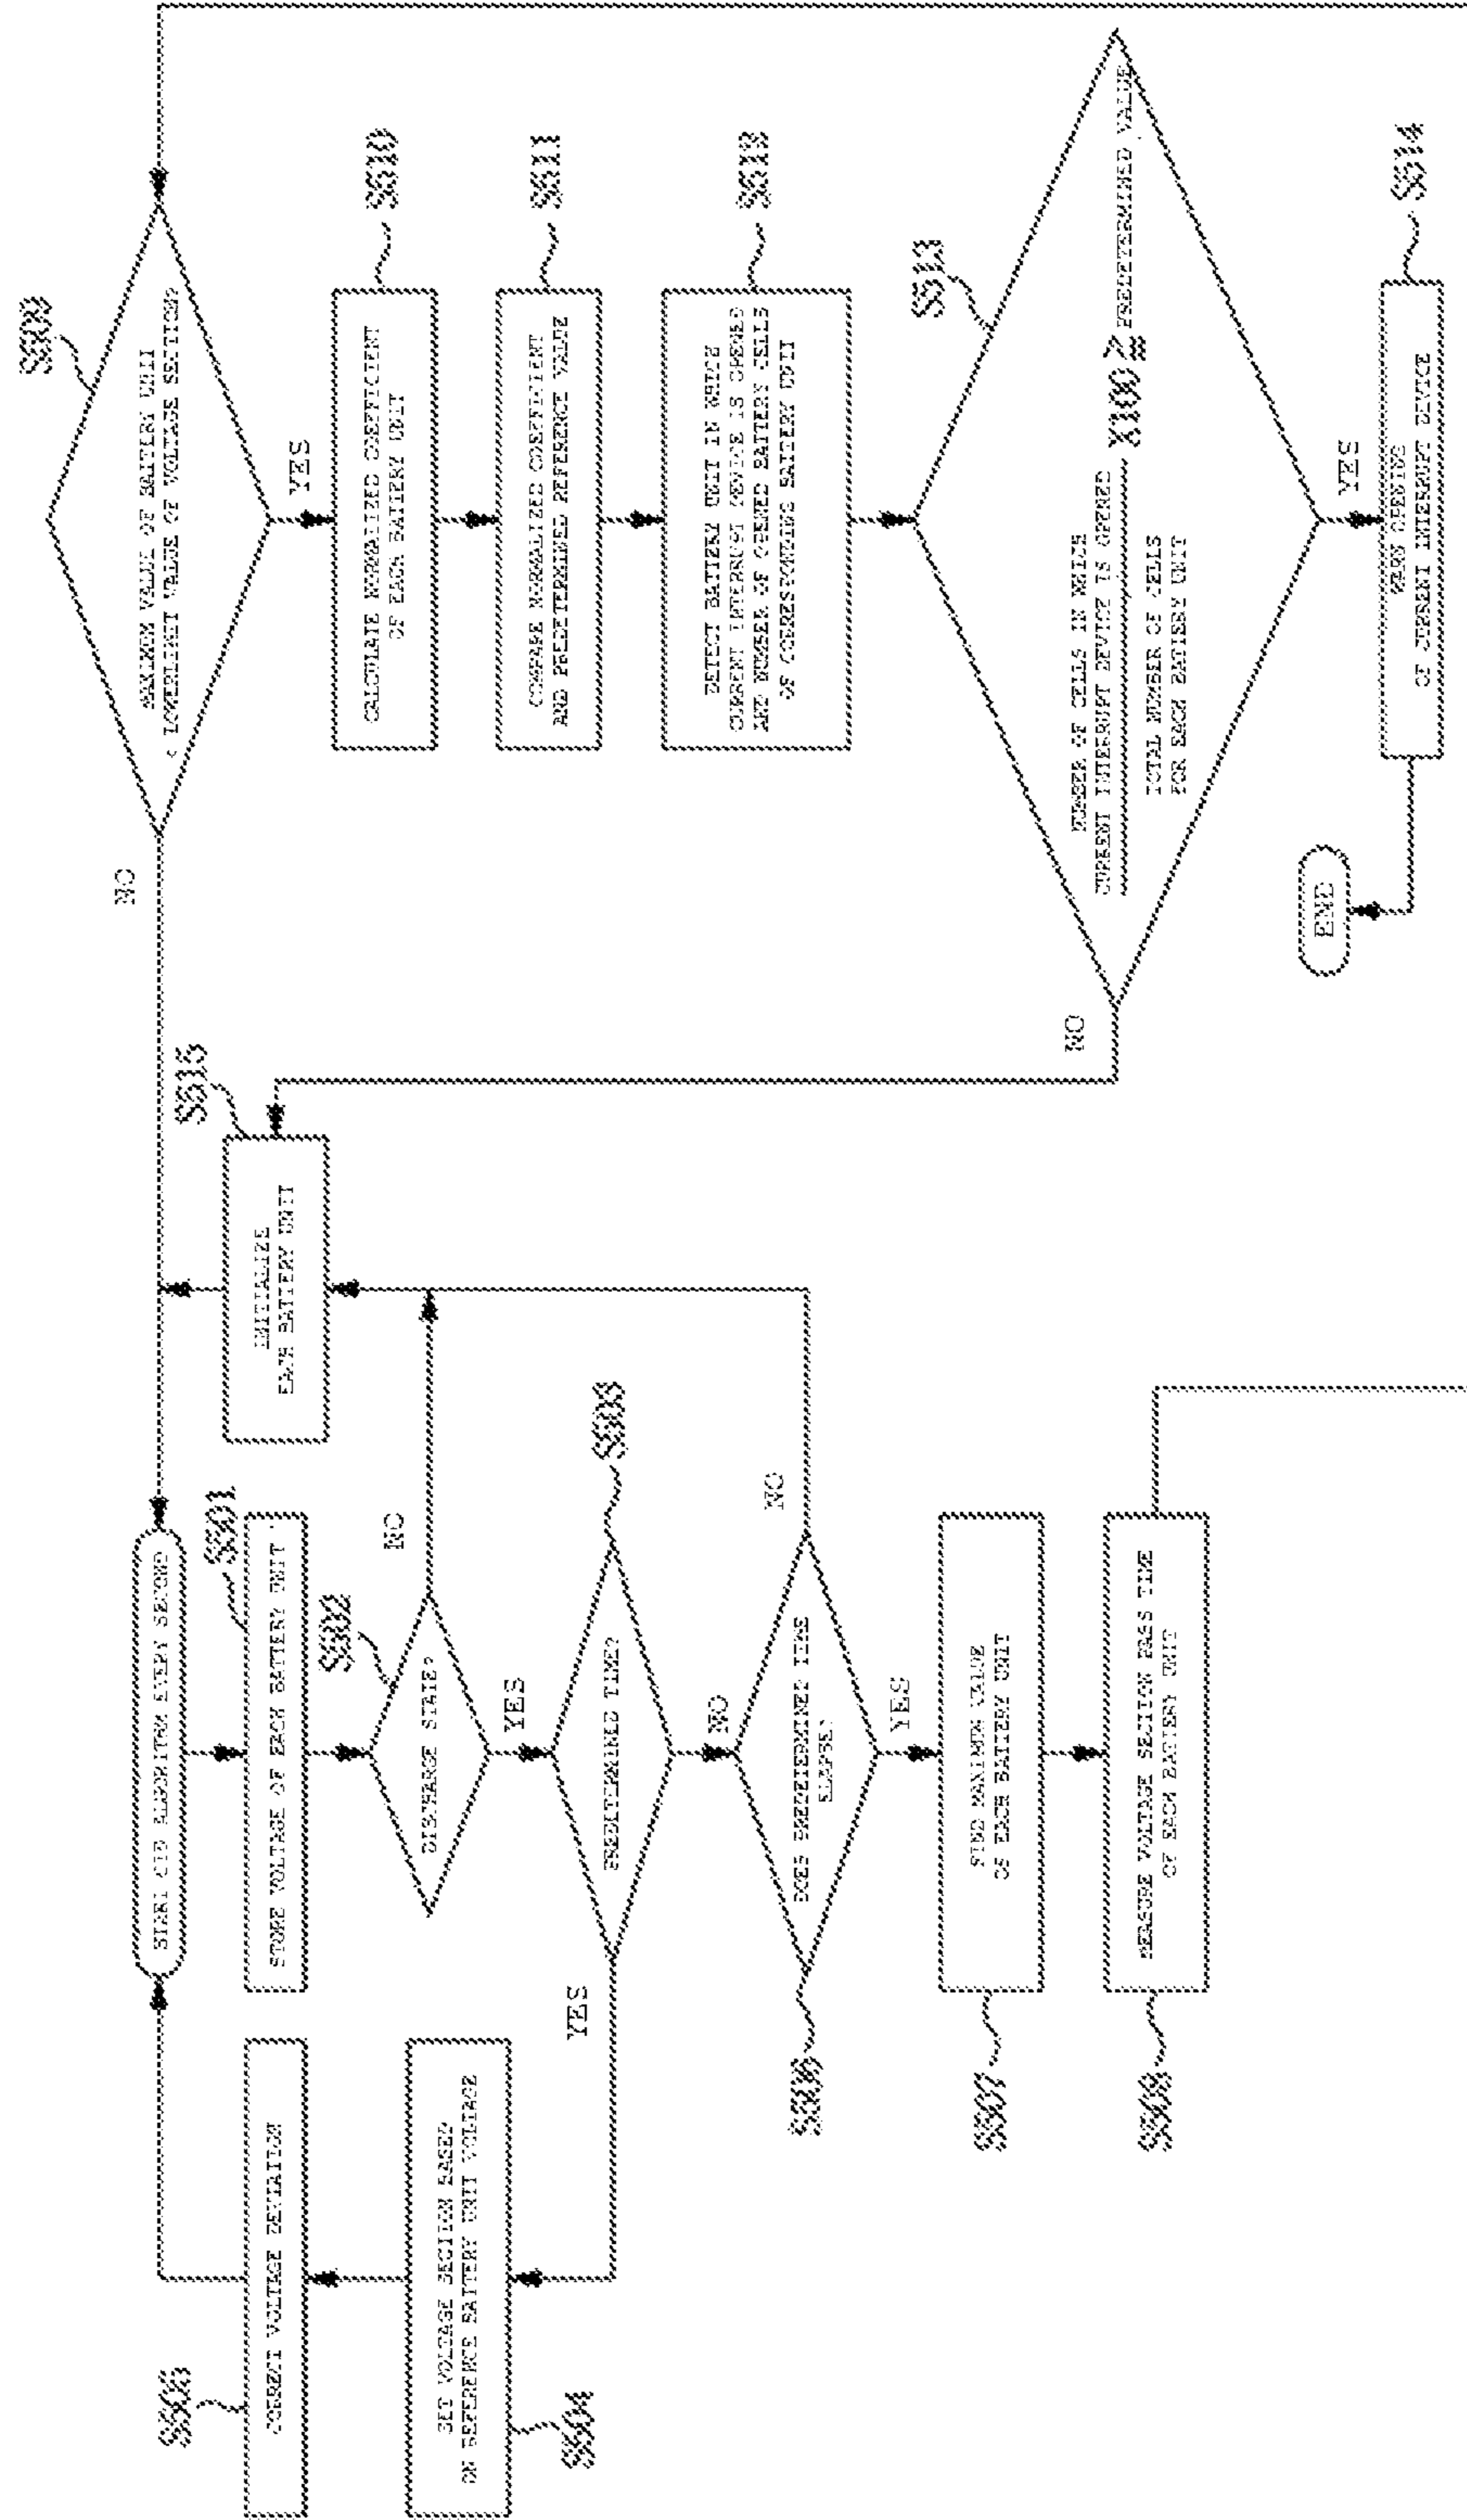 START CID ALGORITHM EVERY SECOND
S501
STORE VOLTAGE OF EACH BATTERY UNIT
S502
DISCHARGE STATE?
NO
YES
S503
PREDETERMINED TIME?
YES
NO
S504
SET VOLTAGE SECTION BASED
ON REFERENCE BATTERY UNIT VOLTAGE
S505
CORRECT VOLTAGE DEVIATION
S506
DOES PREDETERMINED TIME
ELAPSE?
NO
YES
S507
FIND MAXIMUM VALUE
OF EACH BATTERY UNIT
S508
MEASURE VOLTAGE SECTION PASS TIME
OF EACH BATTERY UNIT
S515
INITIALIZE
EACH BATTERY UNIT
S509
MAXIMUM VALUE OF BATTERY UNIT
< LOWERLIMIT VALUE OF VOLTAGE SECTION?
NO
YES
S510
CALCULATE NORMALIZED COEFFICIENT
OF EACH BATTERY UNIT
S511
COMPARE NORMALIZED COEFFICIENT
AND PREDETERMINED REFERENCE VALUE
S512
DETECT BATTERY UNIT IN WHICH
CURRENT INTERRUPT DEVICE IS OPENED
AND NUMBER OF OPENED BATTERY CELLS
OF CORRESPONDING BATTERY UNIT
S513
NUMBER OF CELLS IN WHICH
CURRENT INTERRUPT DEVICE IS OPENED
X100 ≥ PREDETERMINED VALUE
TOTAL NUMBER OF CELLS
FOR EACH BATTERY UNIT
NO
YES
S514
WARN OPENING
OF CURRENT INTERRUPT DEVICE
END